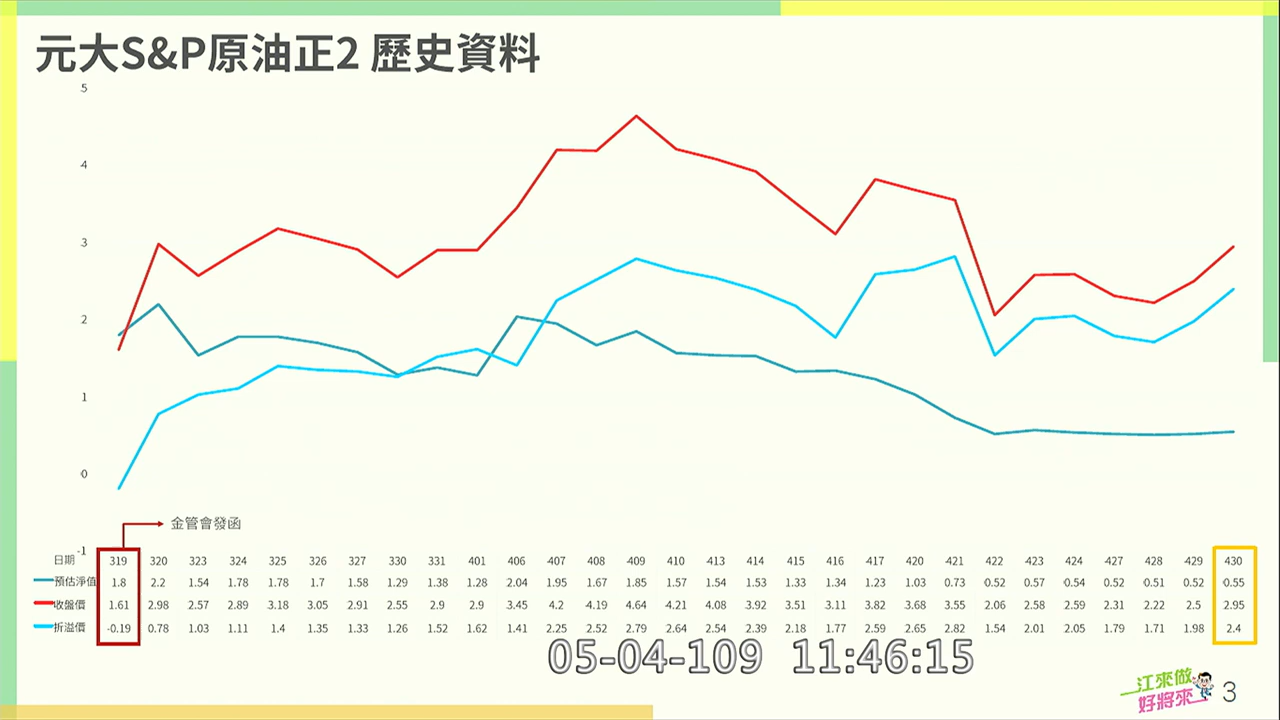 元大S&P原油正2 歷史資料
5
4
3
2
1
0
-1
金管會發函
日期 319 320 323 324 325 326 327 330 331 401 406 407 408 409 410 413 414 415 416 417 420 421 422 423 424 427 428 429 430
預估淨值 1.8 2.2 1.54 1.78 1.78 1.7 1.58 1.29 1.38 1.28 2.04 1.95 1.67 1.85 1.57 1.54 1.53 1.33 1.34 1.23 1.03 0.73 0.52 0.57 0.54 0.52 0.51 0.52 0.55
收盤價 1.61 2.98 2.57 2.89 3.18 3.05 2.91 2.55 2.9 2.9 3.45 4.2 4.19 4.64 4.21 4.08 3.92 3.51 3.11 3.82 3.68 3.55 2.06 2.58 2.59 2.31 2.22 2.5 2.95
折溢價 -0.19 0.78 1.03 1.11 1.4 1.35 1.33 1.26 1.52 1.62 1.41 2.25 2.52 2.79 2.64 2.54 2.39 2.18 1.77 2.59 2.65 2.82 1.54 2.01 2.05 1.79 1.71 1.98 2.4
05-04-109 11:46:15
江來做
好將來
3